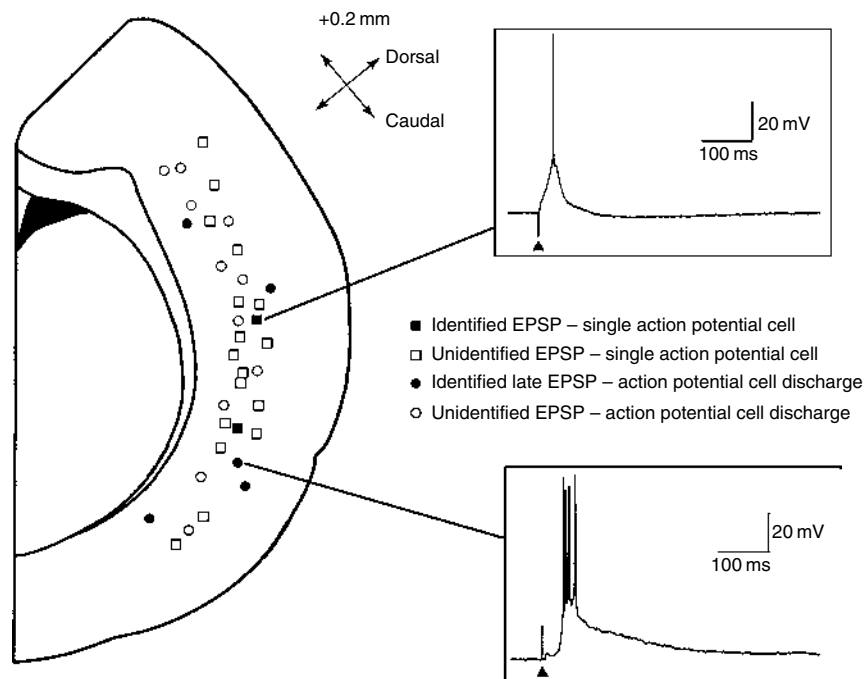 +0.2 mm
Dorsal
Caudal
20 mV
100 ms
Identified EPSP – single action potential cell
Unidentified EPSP – single action potential cell
Identified late EPSP – action potential cell discharge
Unidentified EPSP – action potential cell discharge
20 mV
100 ms